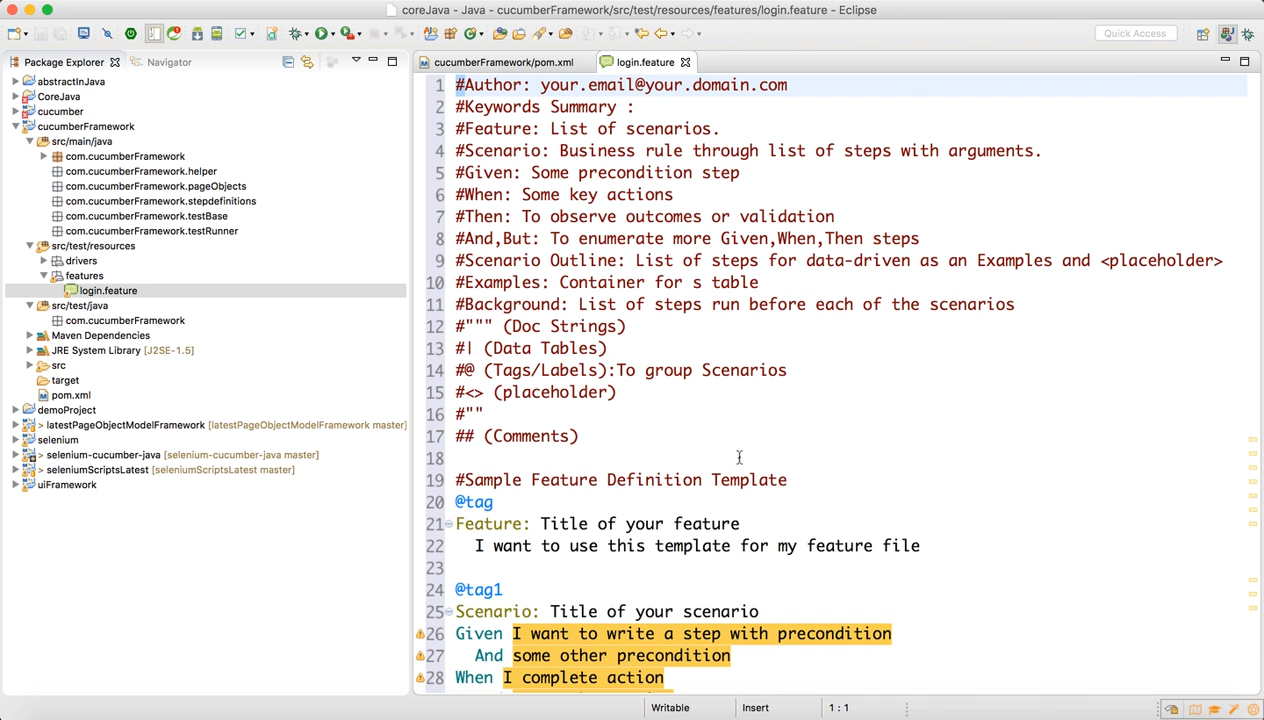 coreJava - Java - cucumberFramework/src/test/resources/features/login.feature - Eclipse
Quick Access
Package Explorer
Navigator
abstractInJava
CoreJava
cucumber
cucumberFramework
src/main/java
com.cucumberFramework
com.cucumberFramework.helper
com.cucumberFramework.pageObjects
com.cucumberFramework.stepdefinitions
com.cucumberFramework.testBase
com.cucumberFramework.testRunner
src/test/resources
drivers
features
login.feature
src/test/java
com.cucumberFramework
Maven Dependencies
JRE System Library [J2SE-1.5]
src
target
pom.xml
demoProject
> latestPageObjectModelFramework [latestPageObjectModelFramework master]
selenium
> selenium-cucumber-java [selenium-cucumber-java master]
> seleniumScriptsLatest [seleniumScriptsLatest master]
uiFramework
cucumberFramework/pom.xml
login.feature
1 #Author: your.email@your.domain.com
2 #Keywords Summary :
3 #Feature: List of scenarios.
4 #Scenario: Business rule through list of steps with arguments.
5 #Given: Some precondition step
6 #When: Some key actions
7 #Then: To observe outcomes or validation
8 #And,But: To enumerate more Given,When,Then steps
9 #Scenario Outline: List of steps for data-driven as an Examples and <placeholder>
10 #Examples: Container for s table
11 #Background: List of steps run before each of the scenarios
12 #""" (Doc Strings)
13 #| (Data Tables)
14 #@ (Tags/Labels):To group Scenarios
15 #<> (placeholder)
16 #""
17 ## (Comments)
18
19 #Sample Feature Definition Template
20 @tag
21 Feature: Title of your feature
22 I want to use this template for my feature file
23
24 @tag1
25 Scenario: Title of your scenario
26 Given I want to write a step with precondition
27 And some other precondition
28 When I complete action
Writable
Insert
1 : 1